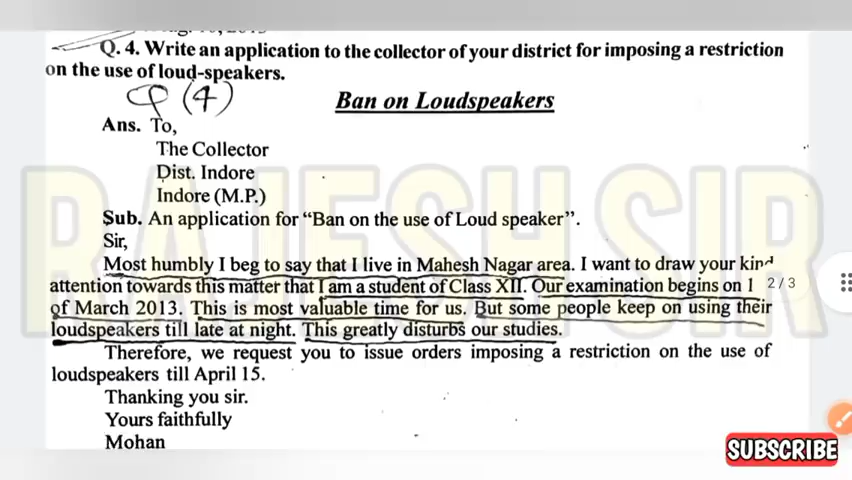 Q. 4. Write an application to the collector of your district for imposing a restriction
on the use of loud-speakers.
(4)
Ban on Loudspeakers
Ans. To,
The Collector
Dist. Indore
Indore (M.P.)
Sub. An application for “Ban on the use of Loud speaker”.
Sir,
Most humbly I beg to say that I live in Mahesh Nagar area. I want to draw your kind
attention towards this matter that I am a student of Class XII. Our examination begins on 1
2/3
of March 2013. This is most valuable time for us. But some people keep on using their
loudspeakers till late at night. This greatly disturbs our studies.
Therefore, we request you to issue orders imposing a restriction on the use of
loudspeakers till April 15.
Thanking you sir.
Yours faithfully
Mohan
RAJESH SIR
SUBSCRIBE